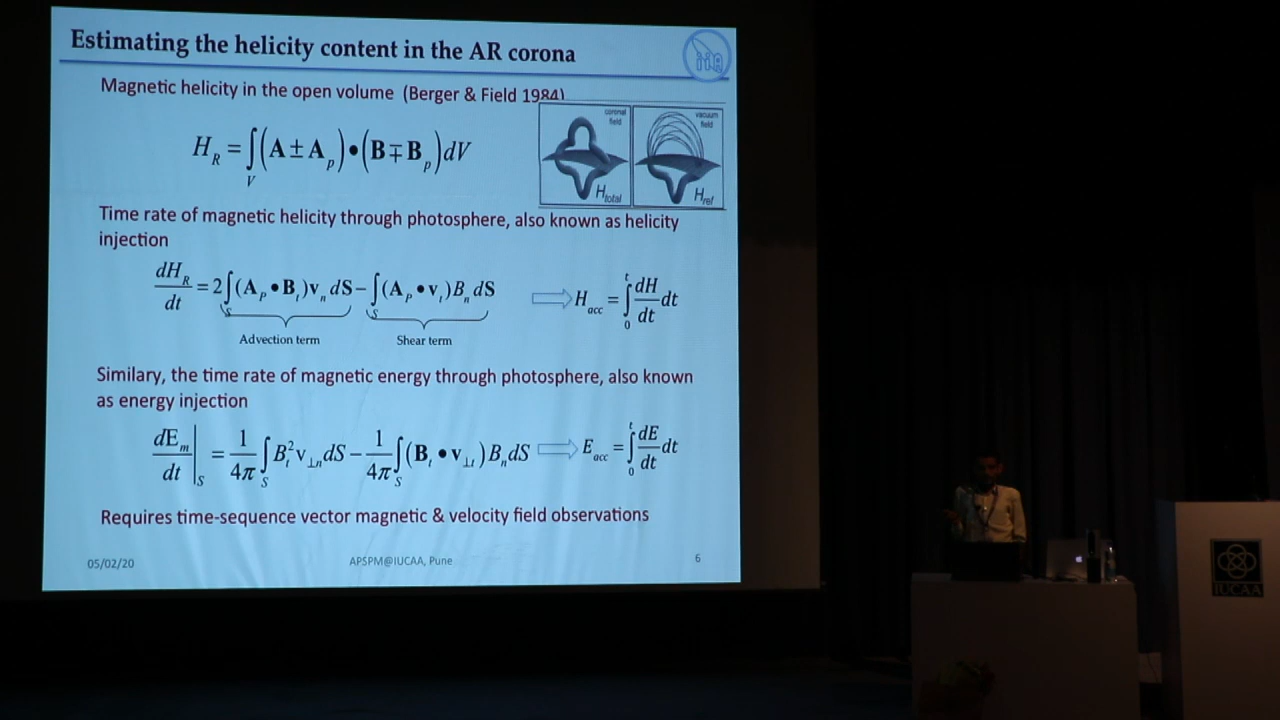 Estimating the helicity content in the AR corona
IIA
Magnetic helicity in the open volume (Berger & Field 1984)
coronal field
vacuum field
H_R = ∫_V (A ± A_p) • (B ∓ B_p) dV
H_total
H_ref
Time rate of magnetic helicity through photosphere, also known as helicity
injection
dH_R/dt = 2∫_S (A_P • B_t) v_n dS − ∫_S (A_P • v_t) B_n dS ⇒ H_acc = ∫_0^t dH/dt dt
Advection term
Shear term
Similary, the time rate of magnetic energy through photosphere, also known
as energy injection
dE_m/dt |_S = 1/4π ∫_S B_t^2 v_⊥n dS − 1/4π ∫_S (B_t • v_⊥t) B_n dS ⇒ E_acc = ∫_0^t dE/dt dt
Requires time-sequence vector magnetic & velocity field observations
05/02/20
APSPM@IUCAA, Pune
6
IUCAA